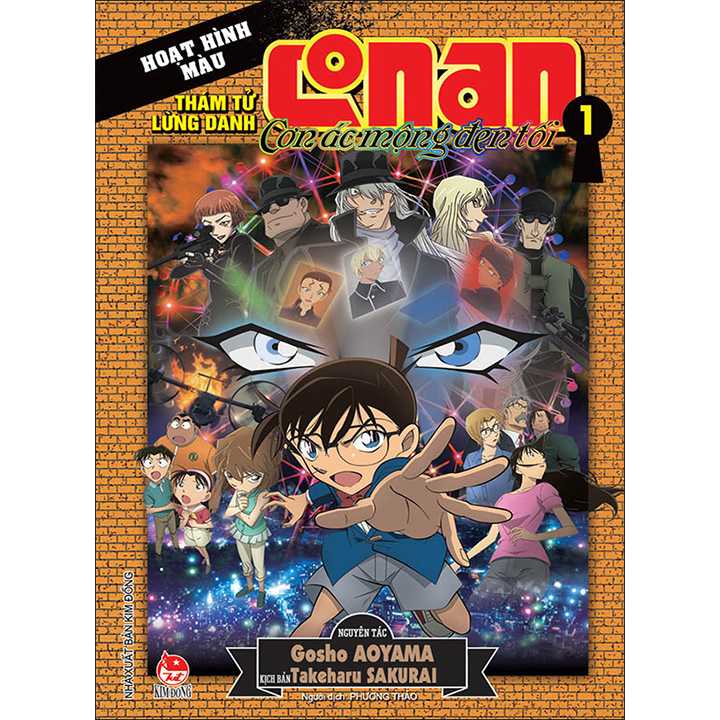 HOẠT HÌNH
MÀU
THÁM TỬ
LỪNG DANH
Conan
Cơn ác mộng đen tối
1
NGUYÊN TÁC
Gosho AOYAMA
KỊCH BẢN Takeharu SAKURAI
Người dịch: PHƯƠNG THẢO
NHÀ XUẤT BẢN KIM ĐỒNG
KIM ĐỒNG